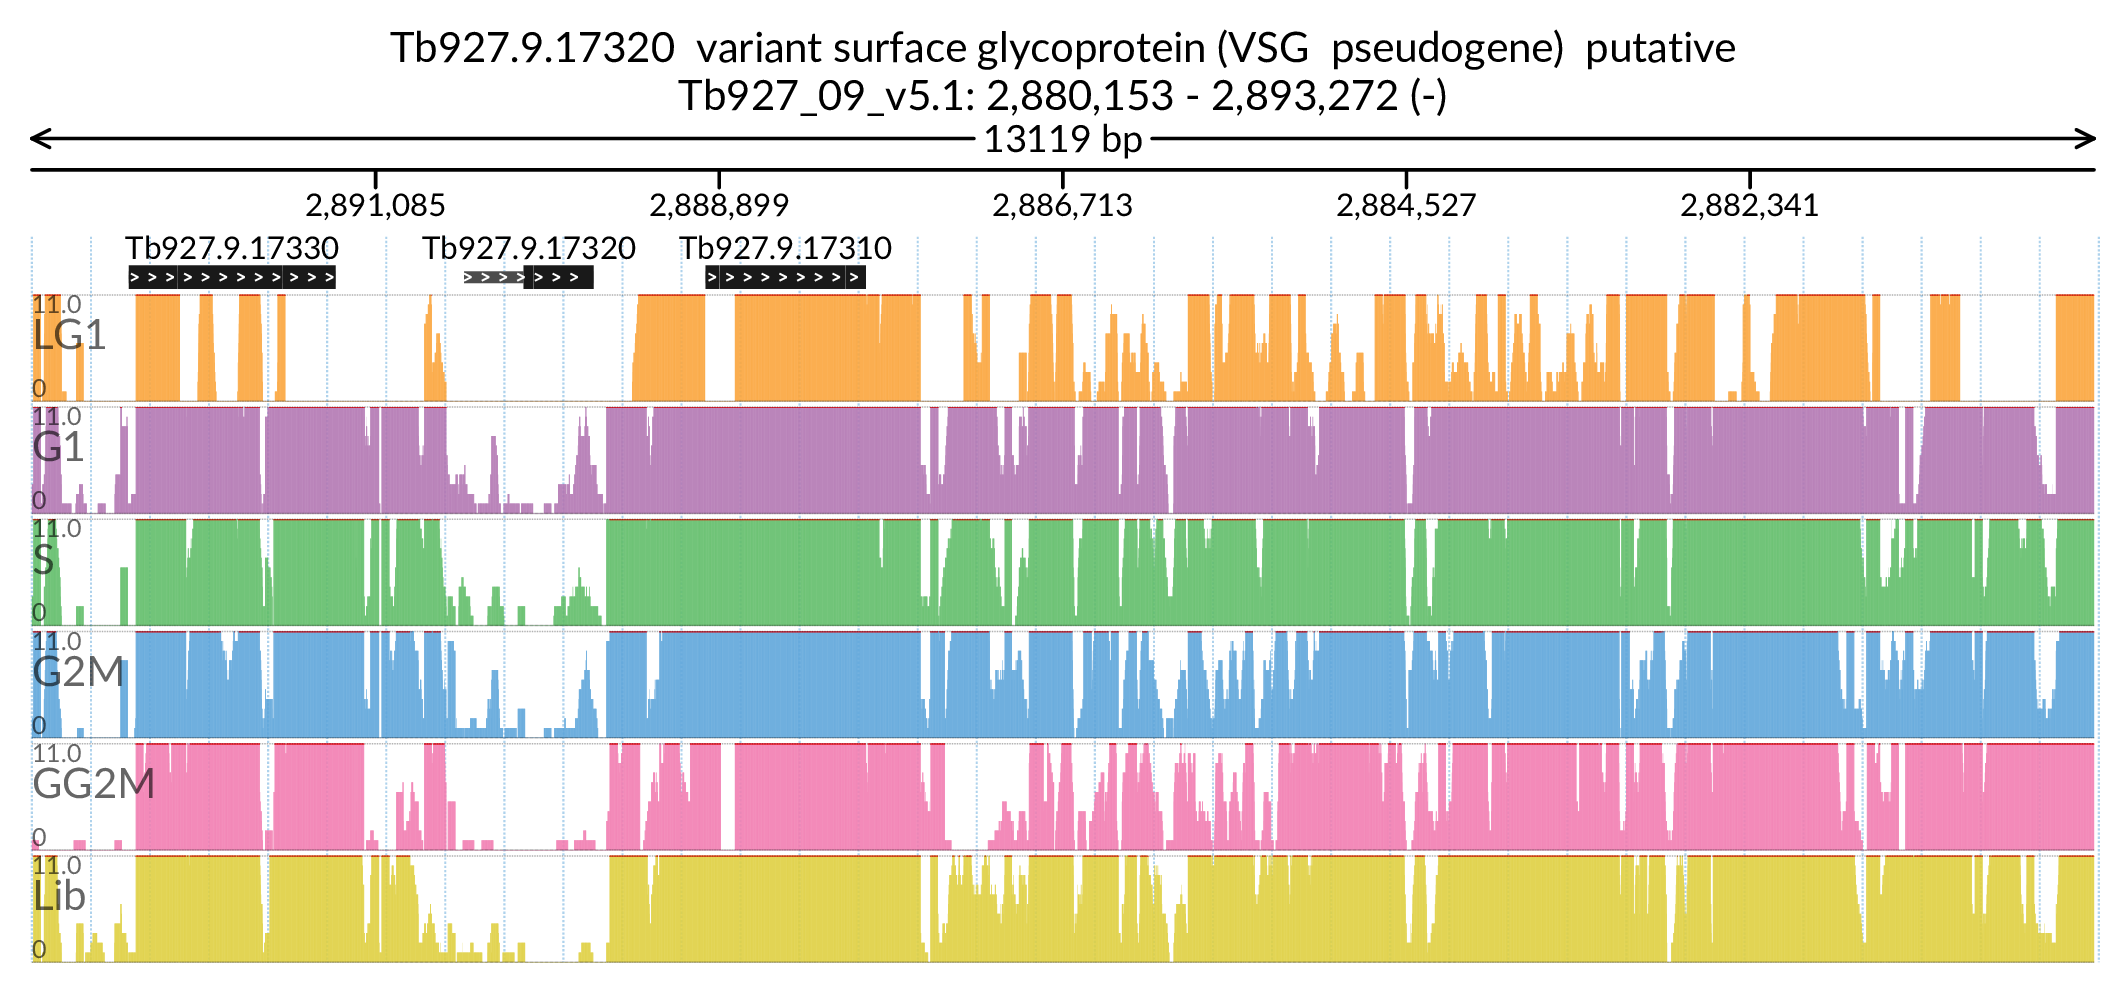 Tb927.9.17320  variant surface glycoprotein (VSG  pseudogene)  putative
Tb927_09_v5.1: 2,880,153 - 2,893,272 (-)
13119 bp
2,891,085 2,888,899 2,886,713 2,884,527 2,882,341
Tb927.9.17330 Tb927.9.17320 Tb927.9.17310
11.0
LG1
0
11.0
G1
0
11.0
S
0
11.0
G2M
0
11.0
GG2M
0
11.0
Lib
0